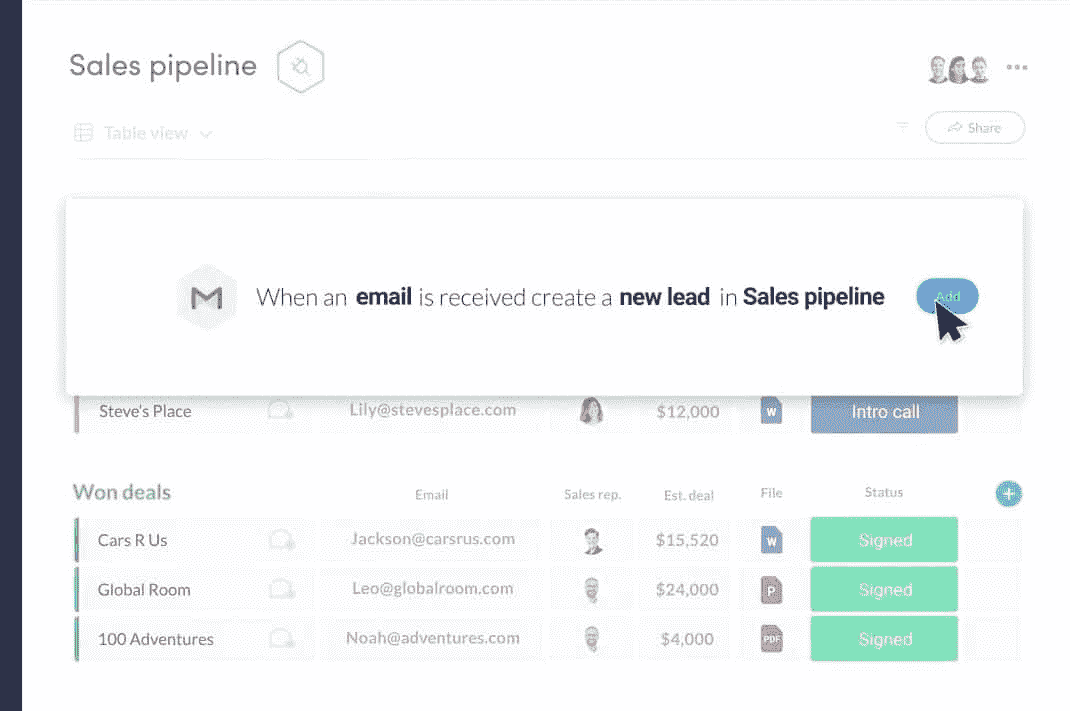 Sales pipeline
Table view
Share
M When an email is received create a new lead in Sales pipeline Add
Steve's Place Lily@stevesplace.com $12,000 W Intro call
Won deals Email Sales rep. Est. deal File Status
Cars R Us Jackson@carsrus.com $15,520 W Signed
Global Room Leo@globalroom.com $24,000 P Signed
100 Adventures Noah@adventures.com $4,000 PDF Signed